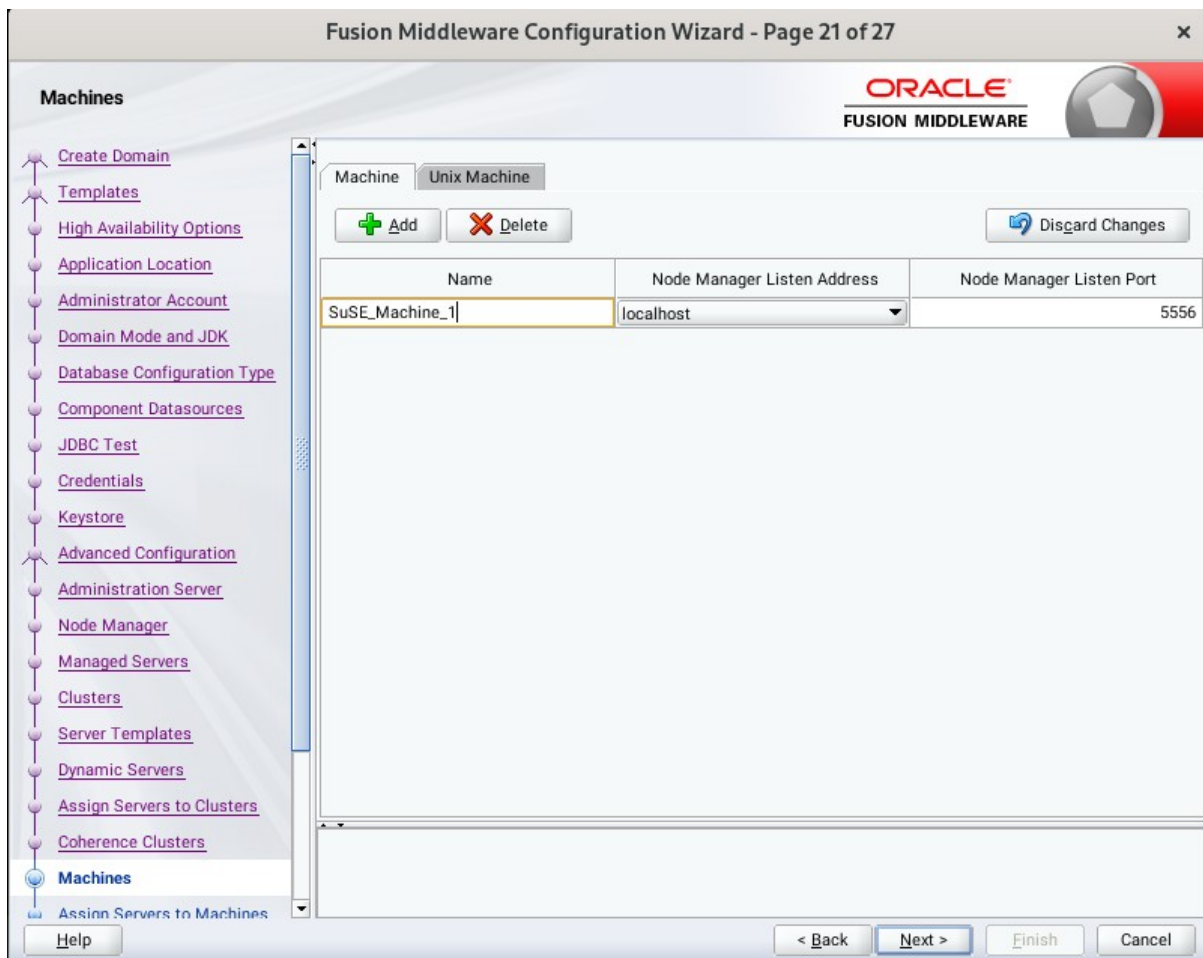 Fusion Middleware Configuration Wizard - Page 21 of 27
Machines
ORACLE
FUSION MIDDLEWARE
Create Domain
Templates
High Availability Options
Application Location
Administrator Account
Domain Mode and JDK
Database Configuration Type
Component Datasources
JDBC Test
Credentials
Keystore
Advanced Configuration
Administration Server
Node Manager
Managed Servers
Clusters
Server Templates
Dynamic Servers
Assign Servers to Clusters
Coherence Clusters
Machines
Assign Servers to Machines
Machine Unix Machine
Add Delete Discard Changes
Name Node Manager Listen Address Node Manager Listen Port
SuSE_Machine_1 localhost 5556
Help < Back Next > Finish Cancel